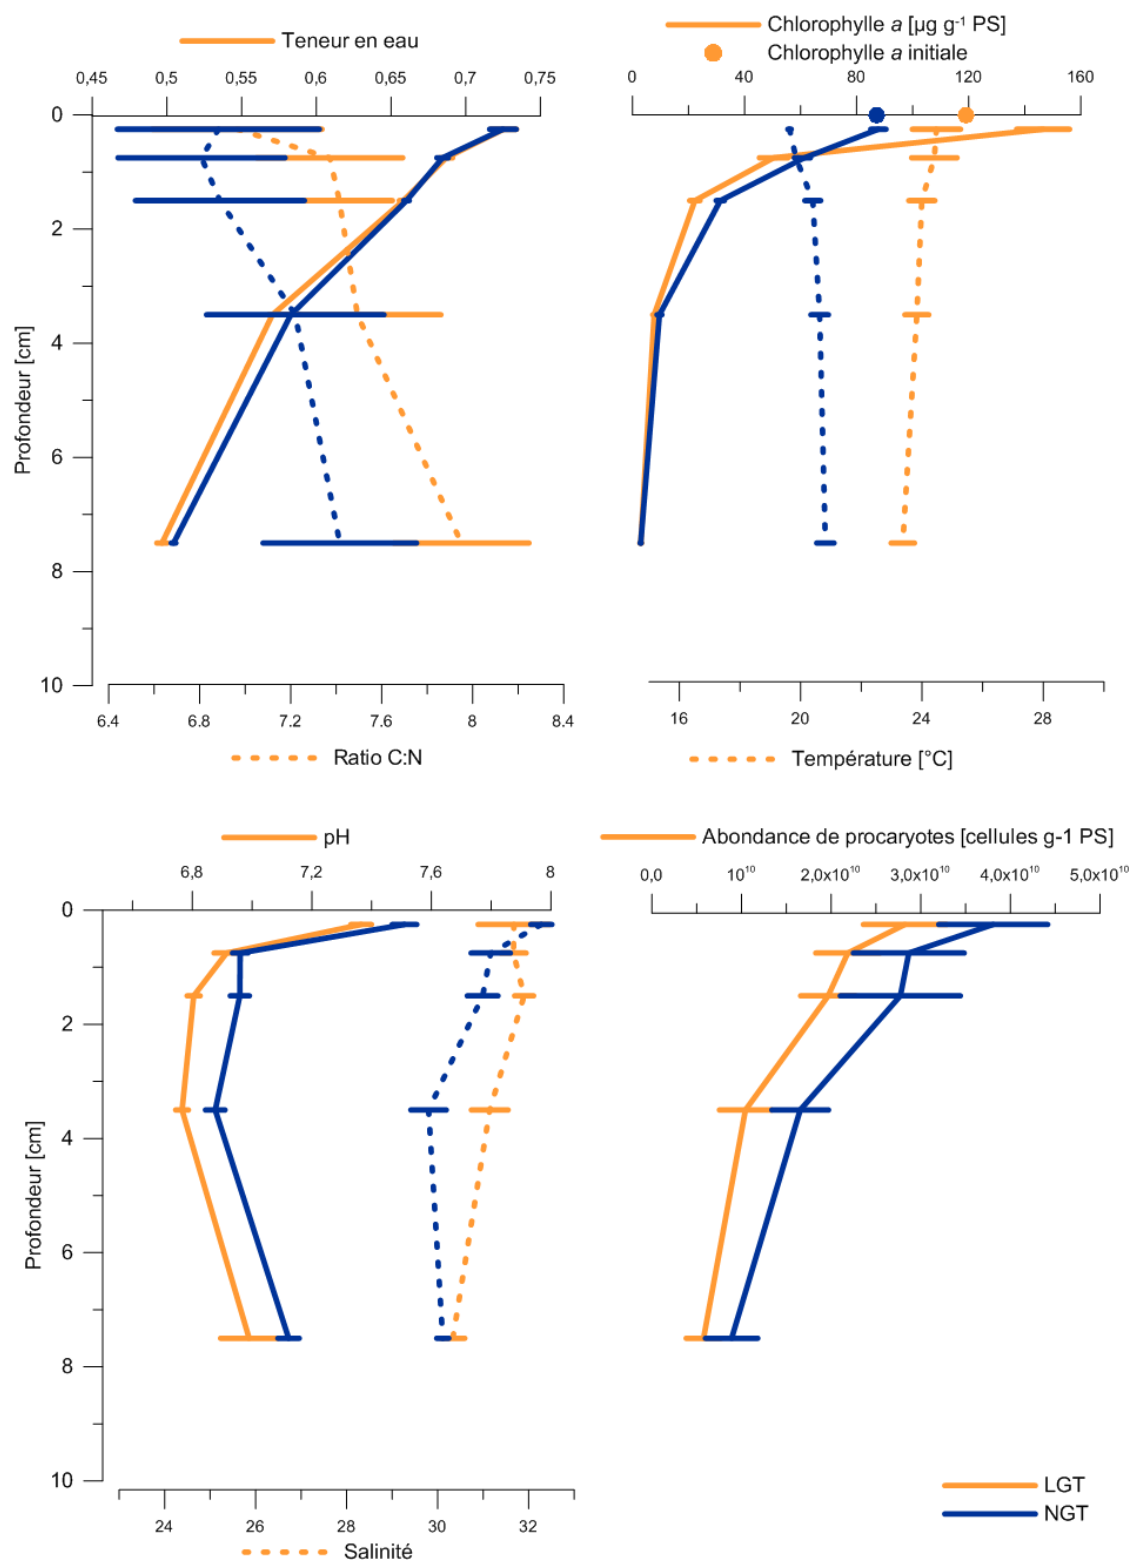 Teneur en eau
0,45 0,5 0,55 0,6 0,65 0,7 0,75
Chlorophylle a [µg g⁻¹ PS]
Chlorophylle a initiale
0 40 80 120 160
0
2
4
6
8
10
Profondeur [cm]
6.4 6.8 7.2 7.6 8 8.4
Ratio C:N
16 20 24 28
Température [°C]
pH
6,8 7,2 7,6 8
Abondance de procaryotes [cellules g-1 PS]
0,0 10¹⁰ 2,0x10¹⁰ 3,0x10¹⁰ 4,0x10¹⁰ 5,0x10¹⁰
0
2
4
6
8
10
Profondeur [cm]
24 26 28 30 32
Salinité
LGT
NGT